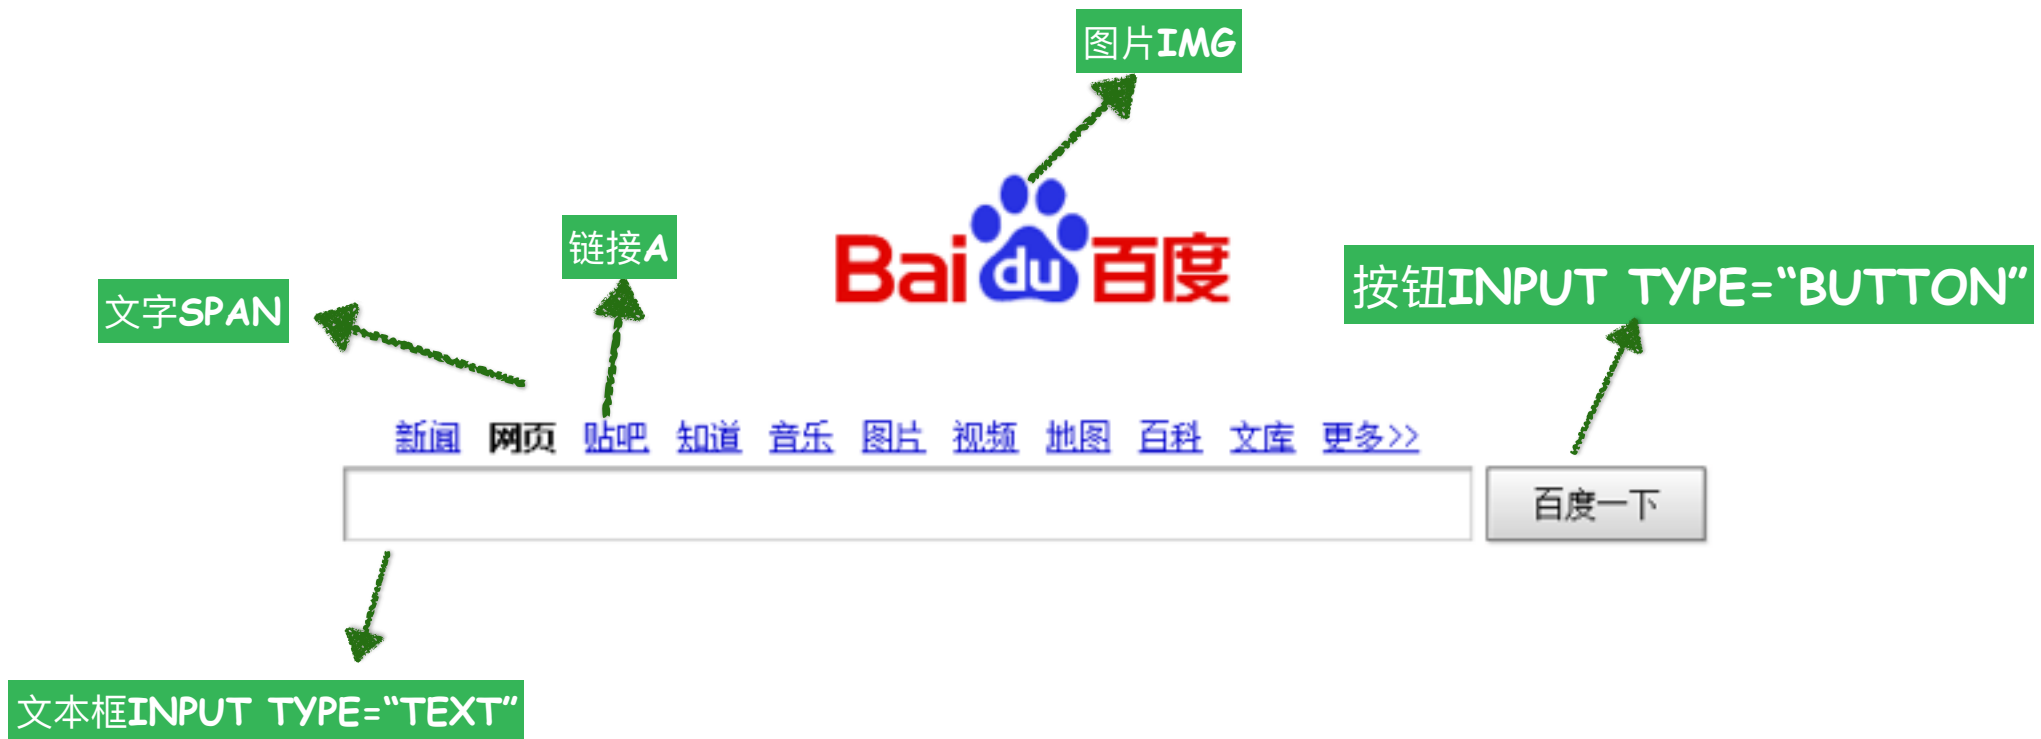 图片IMG
Bai du 百度
链接A
按钮INPUT TYPE=“BUTTON”
文字SPAN
新闻 网页 贴吧 知道 音乐 图片 视频 地图 百科 文库 更多>>
百度一下
文本框INPUT TYPE=“TEXT”